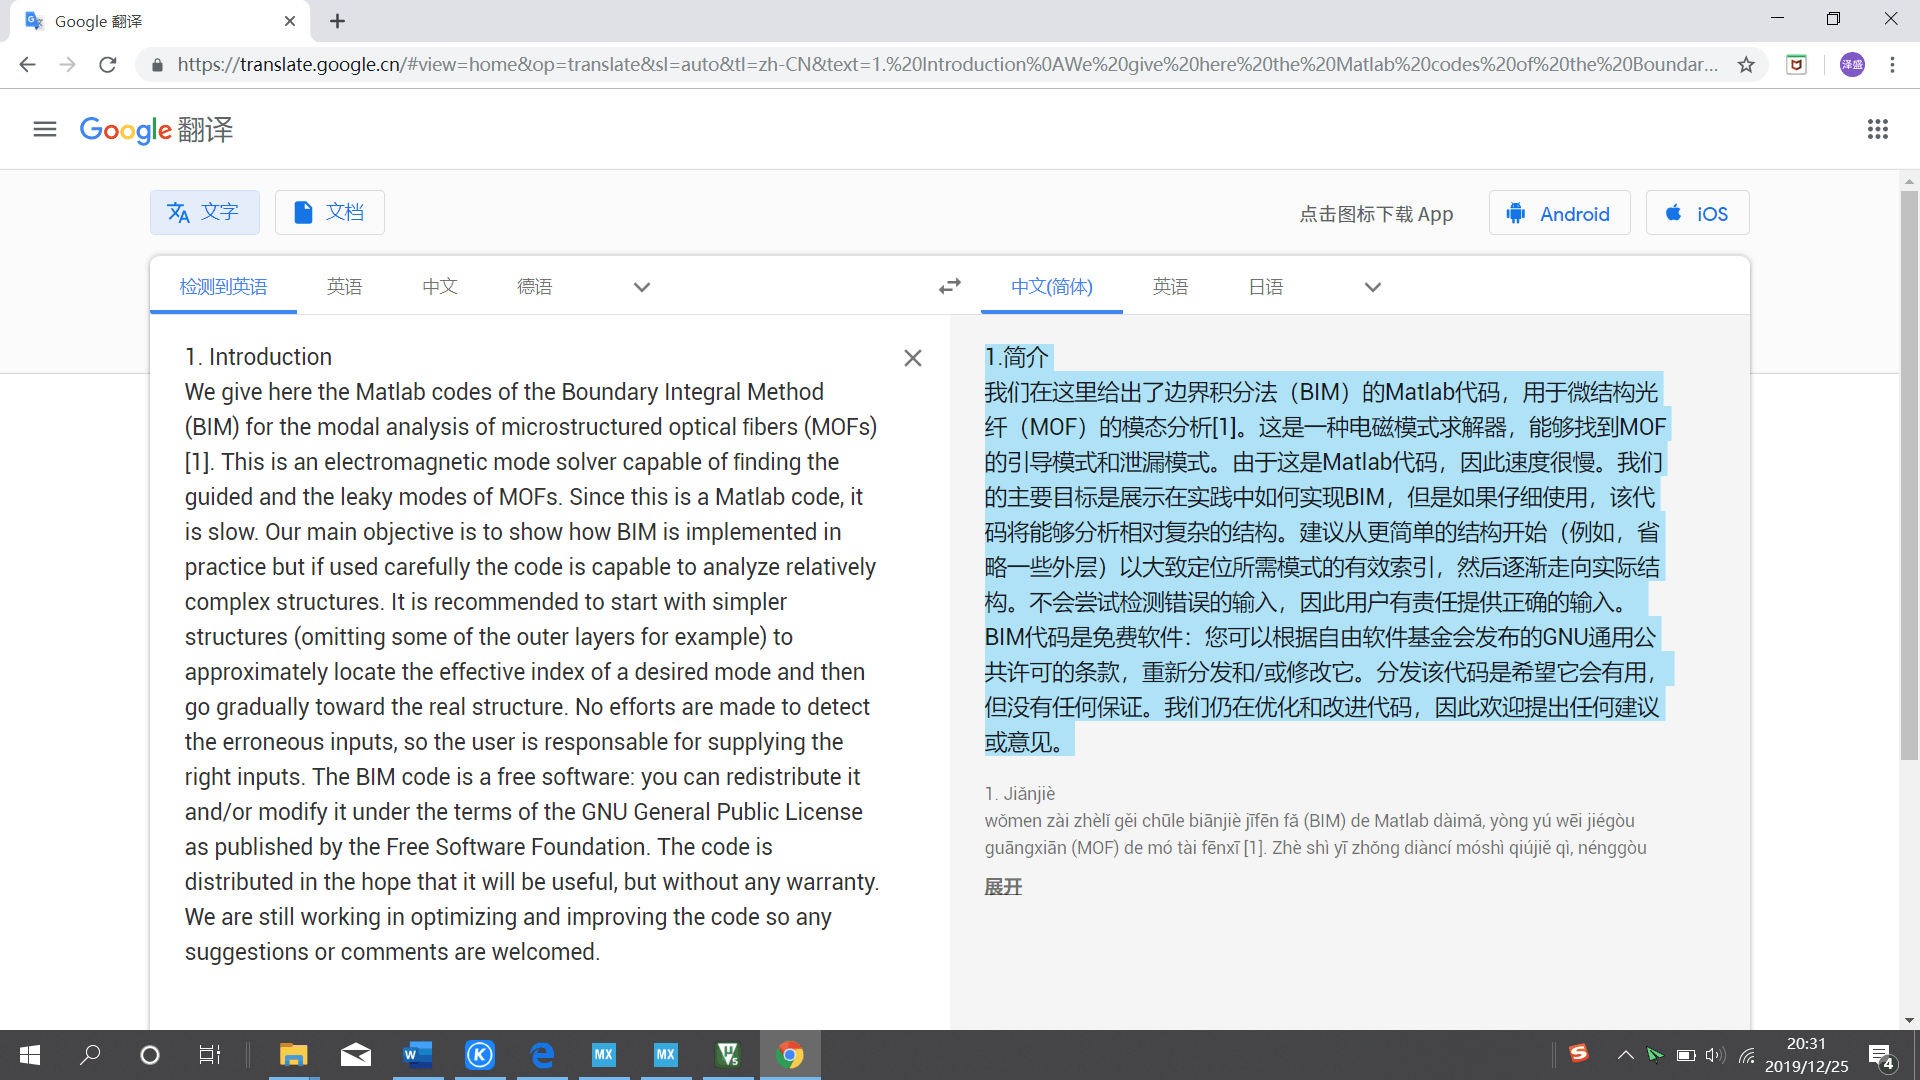 Google 翻译
https://translate.google.cn/#view=home&op=translate&sl=auto&tl=zh-CN&text=1.%20Introduction%0AWe%20give%20here%20the%20Matlab%20codes%20of%20the%20Boundar...
泽盛
Google 翻译
文字
文档
点击图标下载 App
Android
iOS
检测到英语
英语
中文
德语
中文(简体)
英语
日语
1. Introduction
We give here the Matlab codes of the Boundary Integral Method
(BIM) for the modal analysis of microstructured optical fibers (MOFs)
[1]. This is an electromagnetic mode solver capable of finding the
guided and the leaky modes of MOFs. Since this is a Matlab code, it
is slow. Our main objective is to show how BIM is implemented in
practice but if used carefully the code is capable to analyze relatively
complex structures. It is recommended to start with simpler
structures (omitting some of the outer layers for example) to
approximately locate the effective index of a desired mode and then
go gradually toward the real structure. No efforts are made to detect
the erroneous inputs, so the user is responsable for supplying the
right inputs. The BIM code is a free software: you can redistribute it
and/or modify it under the terms of the GNU General Public License
as published by the Free Software Foundation. The code is
distributed in the hope that it will be useful, but without any warranty.
We are still working in optimizing and improving the code so any
suggestions or comments are welcomed.
1.简介
我们在这里给出了边界积分法（BIM）的Matlab代码，用于微结构光
纤（MOF）的模态分析[1]。这是一种电磁模式求解器，能够找到MOF
的引导模式和泄漏模式。由于这是Matlab代码，因此速度很慢。我们
的主要目标是展示在实践中如何实现BIM，但是如果仔细使用，该代
码将能够分析相对复杂的结构。建议从更简单的结构开始（例如，省
略一些外层）以大致定位所需模式的有效索引，然后逐渐走向实际结
构。不会尝试检测错误的输入，因此用户有责任提供正确的输入。
BIM代码是免费软件：您可以根据自由软件基金会发布的GNU通用公
共许可的条款，重新分发和/或修改它。分发该代码是希望它会有用，
但没有任何保证。我们仍在优化和改进代码，因此欢迎提出任何建议
或意见。
1. Jiǎnjiè
wǒmen zài zhèlǐ gěi chūle biānjiè jīfēn fǎ (BIM) de Matlab dàimǎ, yòng yú wēi jiégòu
guāngxiān (MOF) de mó tài fēnxī [1]. Zhè shì yī zhǒng diàncí móshì qiújiě qì, nénggòu
展开
MX
MX
20:31
2019/12/25
4